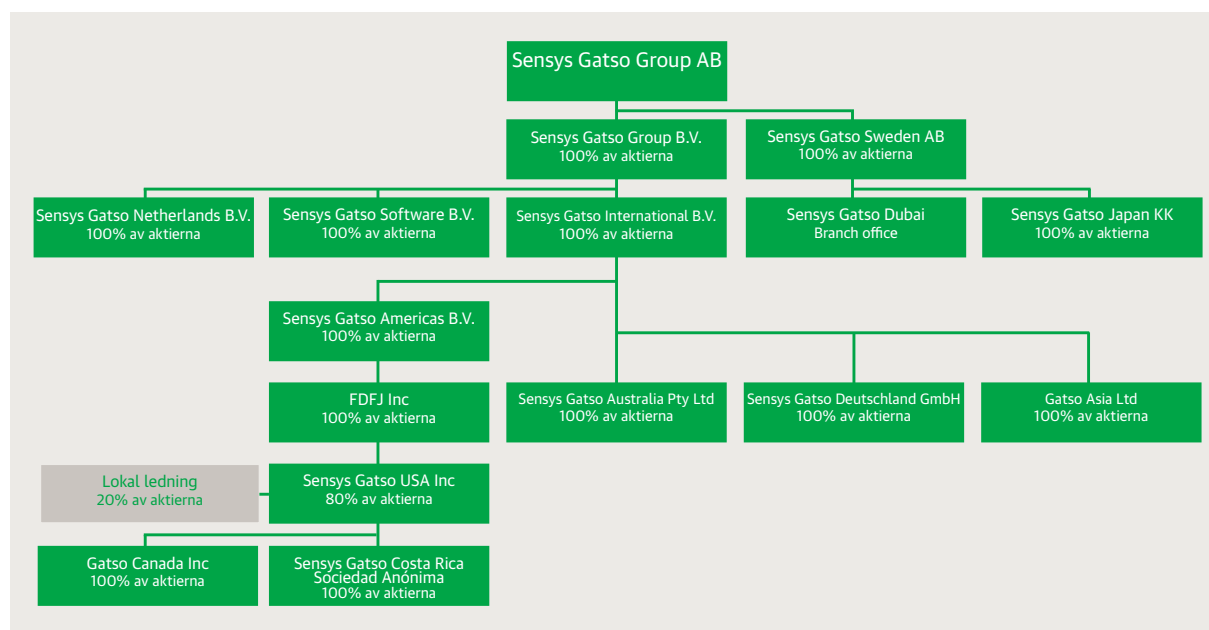 Sensys Gatso Group AB
Sensys Gatso Group B.V.
100% av aktierna
Sensys Gatso Sweden AB
100% av aktierna
Sensys Gatso Netherlands B.V.
100% av aktierna
Sensys Gatso Software B.V.
100% av aktierna
Sensys Gatso International B.V.
100% av aktierna
Sensys Gatso Dubai
Branch office
Sensys Gatso Japan KK
100% av aktierna
Sensys Gatso Americas B.V.
100% av aktierna
FDFJ Inc
100% av aktierna
Sensys Gatso Australia Pty Ltd
100% av aktierna
Sensys Gatso Deutschland GmbH
100% av aktierna
Gatso Asia Ltd
100% av aktierna
Lokal ledning
20% av aktierna
Sensys Gatso USA Inc
80% av aktierna
Gatso Canada Inc
100% av aktierna
Sensys Gatso Costa Rica
Sociedad Anónima
100% av aktierna